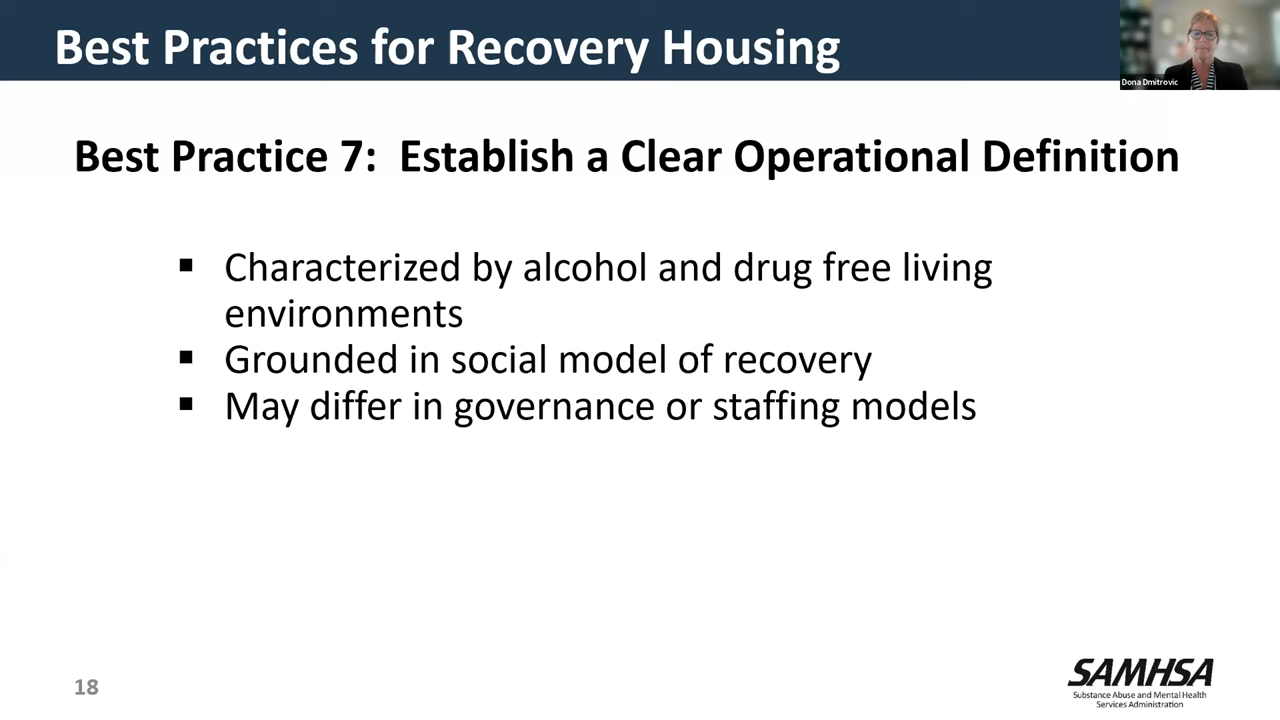 Best Practices for Recovery Housing
Dona Dmitrovic
Best Practice 7:  Establish a Clear Operational Definition
▪ Characterized by alcohol and drug free living
environments
▪ Grounded in social model of recovery
▪ May differ in governance or staffing models
18
SAMHSA
Substance Abuse and Mental Health
Services Administration